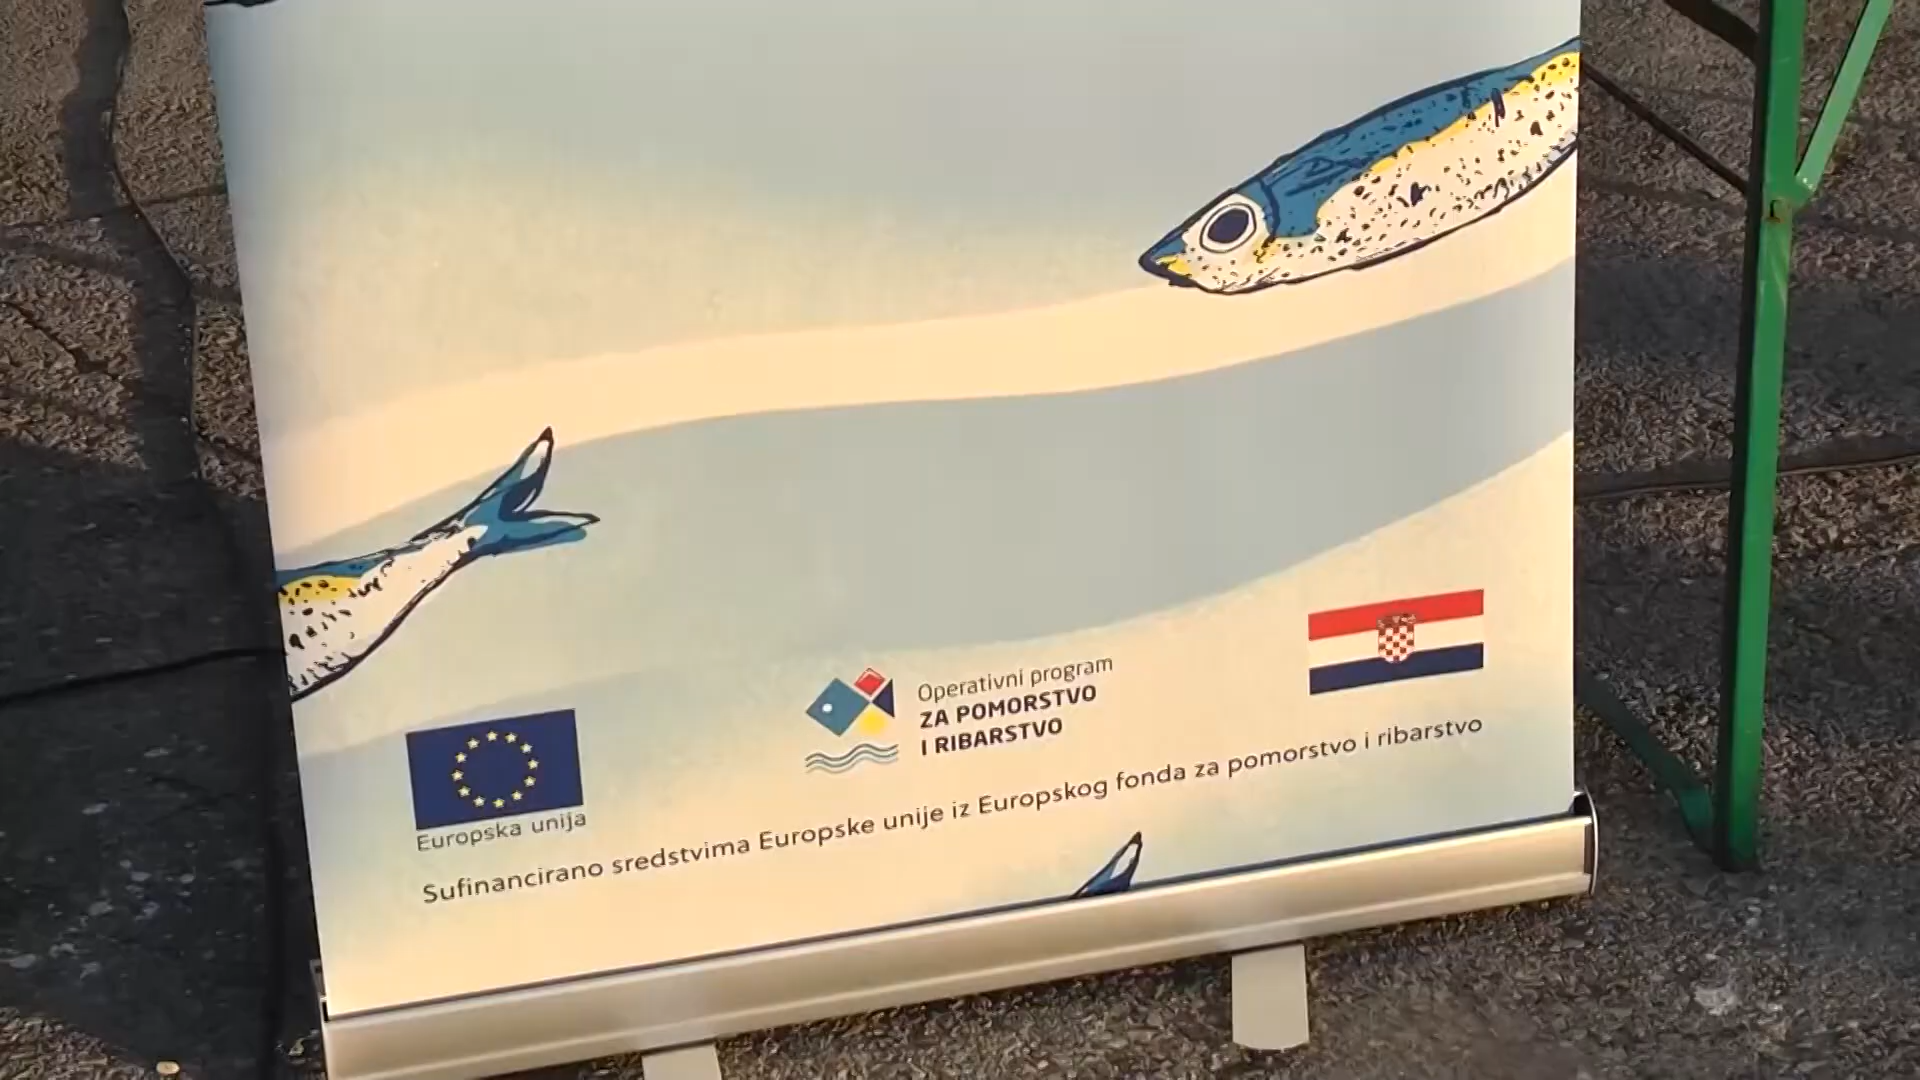 Operativni program
ZA POMORSTVO
I RIBARSTVO
Europska unija
Sufinancirano sredstvima Europske unije iz Europskog fonda za pomorstvo i ribarstvo